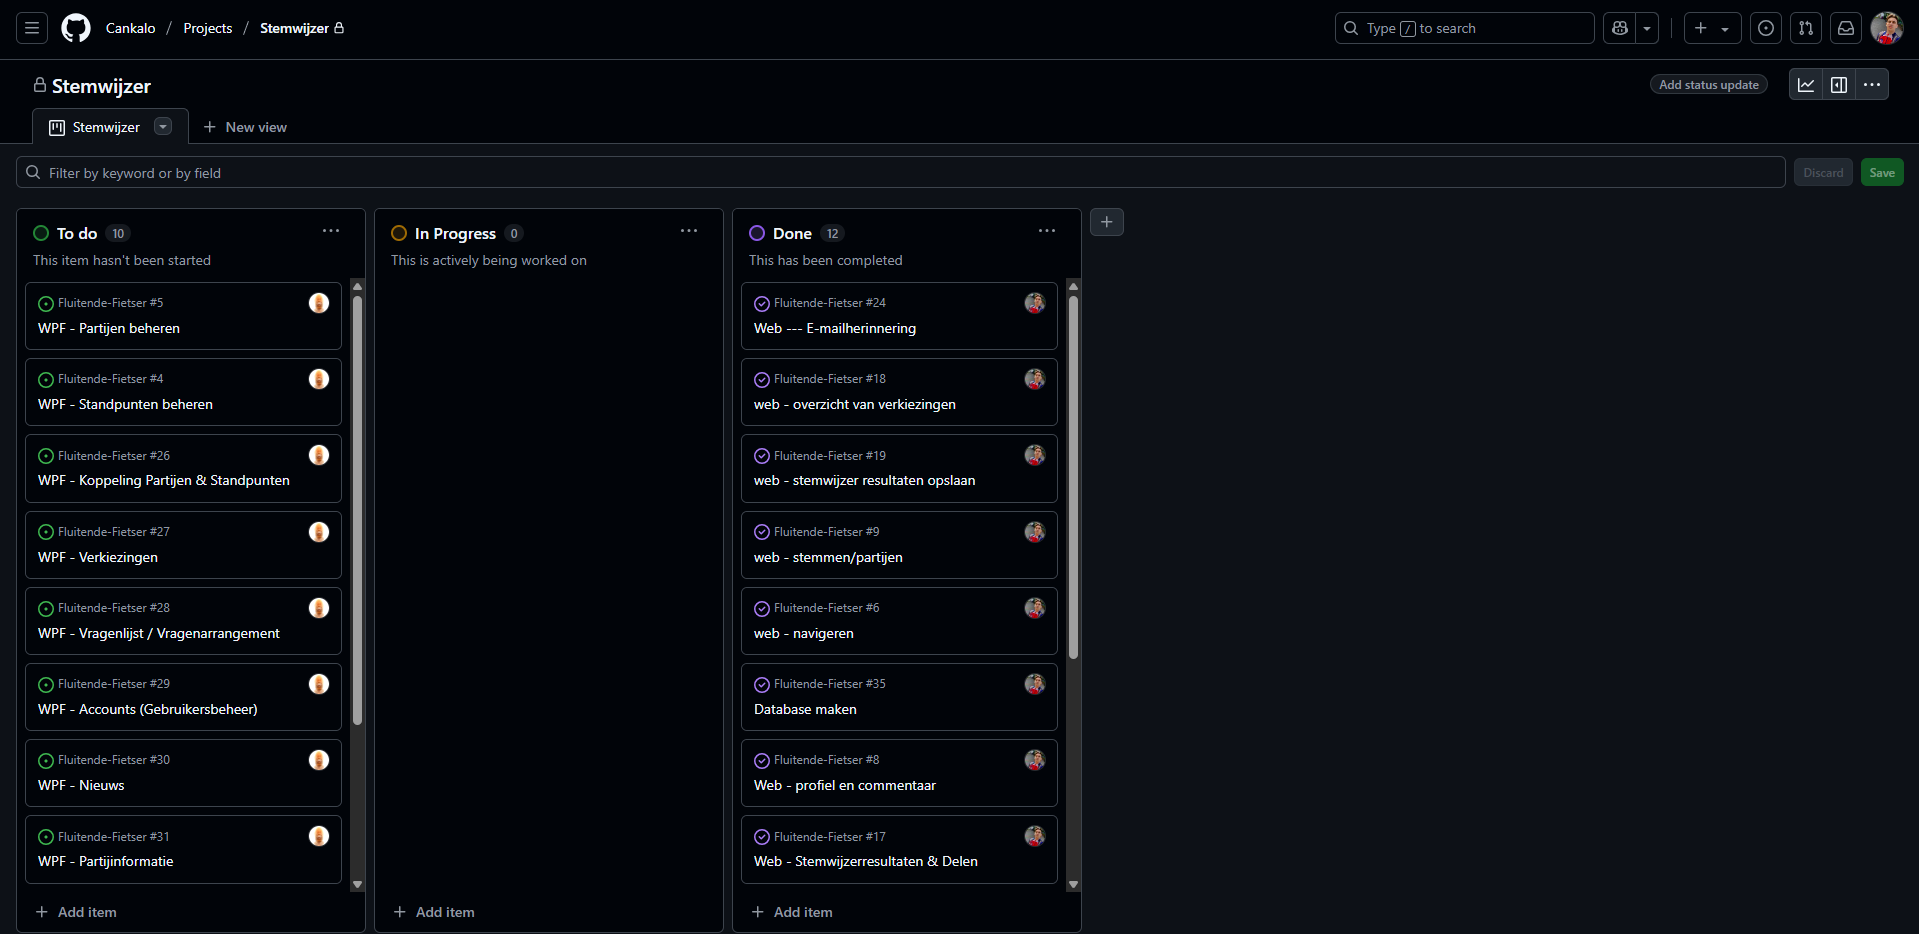 Cankalo / Projects / Stemwijzer
Type / to search
Stemwijzer
Add status update
Stemwijzer
New view
Filter by keyword or by field
Discard
Save
To do 10
This item hasn't been started
Fluitende-Fietser #5
WPF - Partijen beheren
Fluitende-Fietser #4
WPF - Standpunten beheren
Fluitende-Fietser #26
WPF - Koppeling Partijen & Standpunten
Fluitende-Fietser #27
WPF - Verkiezingen
Fluitende-Fietser #28
WPF - Vragenlijst / Vragenarrangement
Fluitende-Fietser #29
WPF - Accounts (Gebruikersbeheer)
Fluitende-Fietser #30
WPF - Nieuws
Fluitende-Fietser #31
WPF - Partijinformatie
Add item
In Progress 0
This is actively being worked on
Add item
Done 12
This has been completed
Fluitende-Fietser #24
Web --- E-mailherinnering
Fluitende-Fietser #18
web - overzicht van verkiezingen
Fluitende-Fietser #19
web - stemwijzer resultaten opslaan
Fluitende-Fietser #9
web - stemmen/partijen
Fluitende-Fietser #6
web - navigeren
Fluitende-Fietser #35
Database maken
Fluitende-Fietser #8
Web - profiel en commentaar
Fluitende-Fietser #17
Web - Stemwijzerresultaten & Delen
Add item